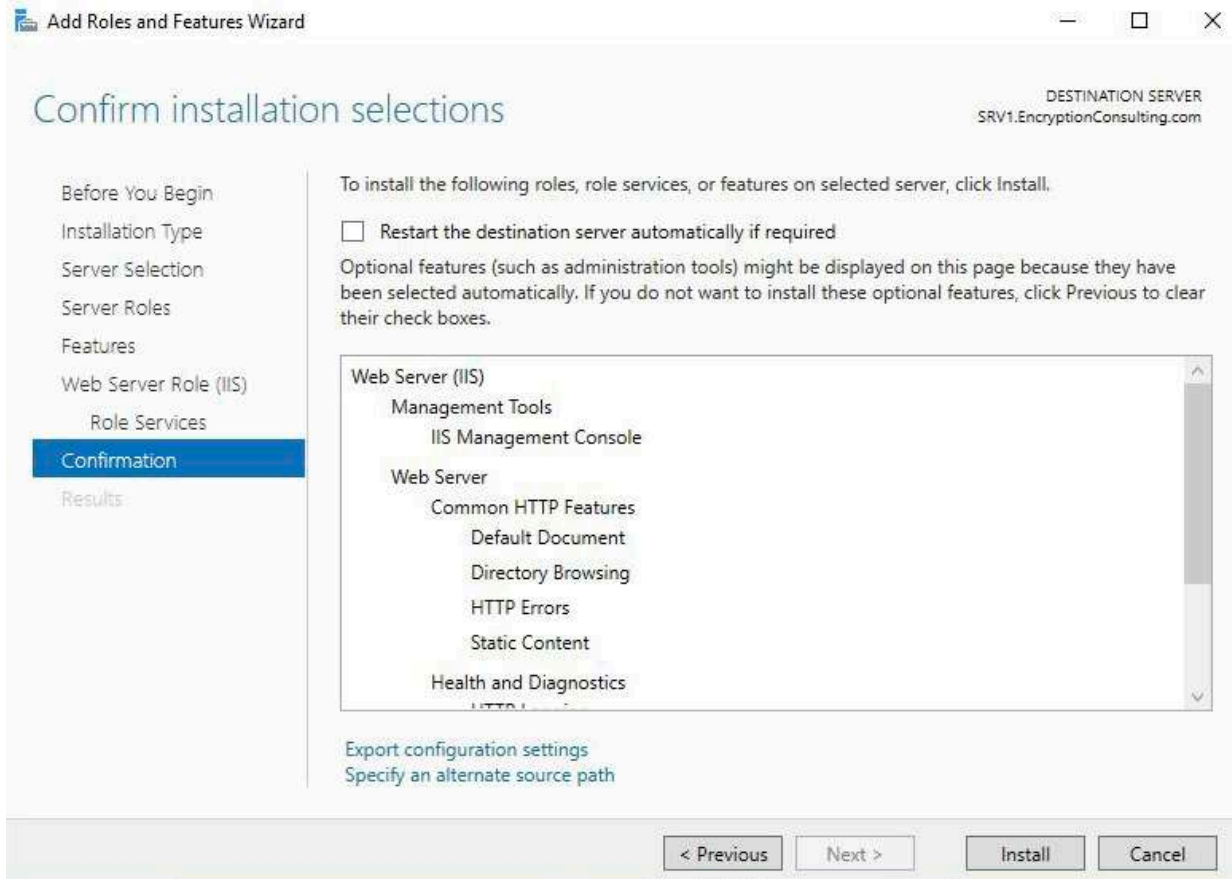 Add Roles and Features Wizard
Confirm installation selections
DESTINATION SERVER
SRV1.EncryptionConsulting.com
Before You Begin
Installation Type
Server Selection
Server Roles
Features
Web Server Role (IIS)
Role Services
Confirmation
Results
To install the following roles, role services, or features on selected server, click Install.
Restart the destination server automatically if required
Optional features (such as administration tools) might be displayed on this page because they have
been selected automatically. If you do not want to install these optional features, click Previous to clear
their check boxes.
Web Server (IIS)
Management Tools
IIS Management Console
Web Server
Common HTTP Features
Default Document
Directory Browsing
HTTP Errors
Static Content
Health and Diagnostics
Export configuration settings
Specify an alternate source path
< Previous
Next >
Install
Cancel